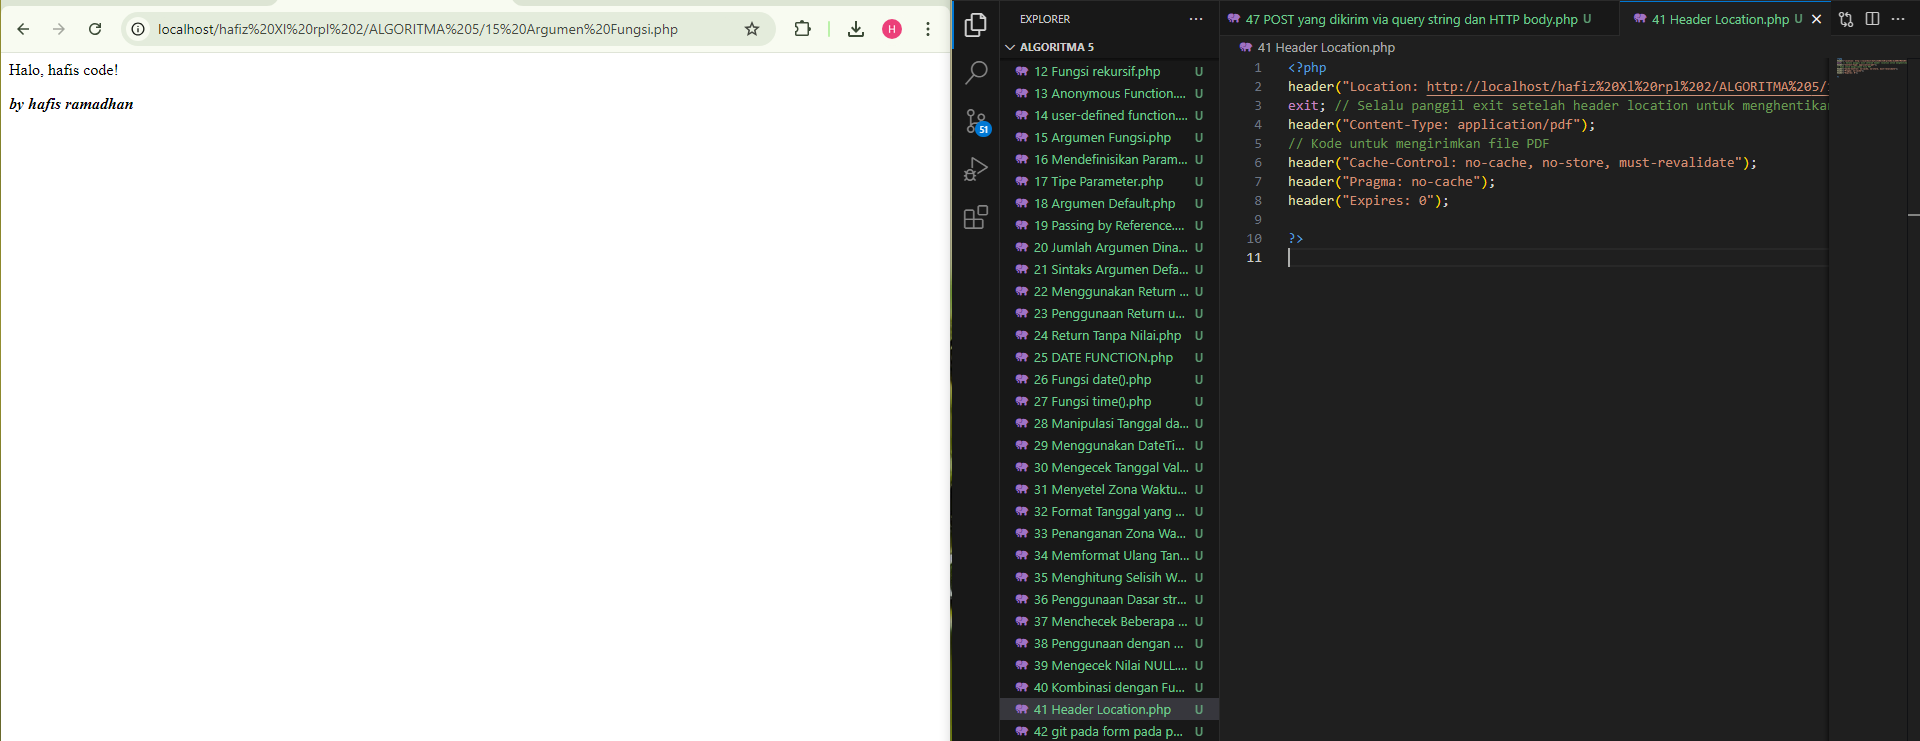 localhost/hafiz%20Xl%20rpl%202/ALGORITMA%205/15%20Argumen%20Fungsi.php
H
Halo, hafis code!
by hafis ramadhan
51
EXPLORER
ALGORITMA 5
12 Fungsi rekursif.php U
13 Anonymous Function.... U
14 user-defined function.... U
15 Argumen Fungsi.php U
16 Mendefinisikan Param... U
17 Tipe Parameter.php U
18 Argumen Default.php U
19 Passing by Reference.... U
20 Jumlah Argumen Dina... U
21 Sintaks Argumen Defa... U
22 Menggunakan Return ... U
23 Penggunaan Return u... U
24 Return Tanpa Nilai.php U
25 DATE FUNCTION.php U
26 Fungsi date().php U
27 Fungsi time().php U
28 Manipulasi Tanggal da... U
29 Menggunakan DateTi... U
30 Mengecek Tanggal Val... U
31 Menyetel Zona Waktu... U
32 Format Tanggal yang ... U
33 Penanganan Zona Wa... U
34 Memformat Ulang Tan... U
35 Menghitung Selisih W... U
36 Penggunaan Dasar str... U
37 Menchecek Beberapa ... U
38 Penggunaan dengan ... U
39 Mengecek Nilai NULL.... U
40 Kombinasi dengan Fu... U
41 Header Location.php U
42 git pada form pada p... U
47 POST yang dikirim via query string dan HTTP body.php U
41 Header Location.php U
41 Header Location.php
1 <?php
2 header("Location: http://localhost/hafiz%20Xl%20rpl%202/ALGORITMA%205/
3 exit; // Selalu panggil exit setelah header location untuk menghentika
4 header("Content-Type: application/pdf");
5 // Kode untuk mengirimkan file PDF
6 header("Cache-Control: no-cache, no-store, must-revalidate");
7 header("Pragma: no-cache");
8 header("Expires: 0");
9
10 ?>
11